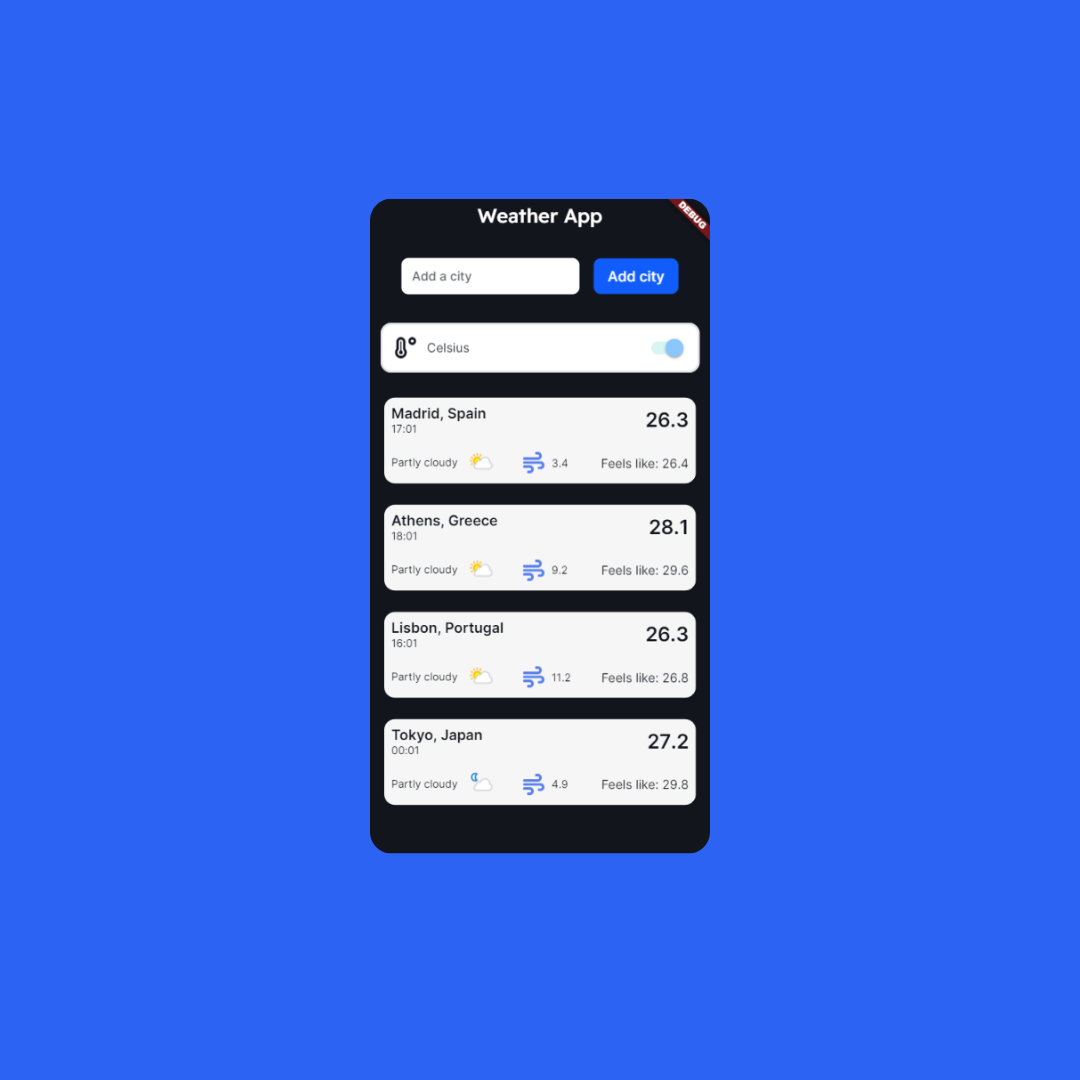 Weather App
DEBUG
Add a city
Add city
Celsius
Madrid, Spain
26.3
17:01
Partly cloudy 3.4 Feels like: 26.4
Athens, Greece
28.1
18:01
Partly cloudy 9.2 Feels like: 29.6
Lisbon, Portugal
26.3
16:01
Partly cloudy 11.2 Feels like: 26.8
Tokyo, Japan
27.2
00:01
Partly cloudy 4.9 Feels like: 29.8